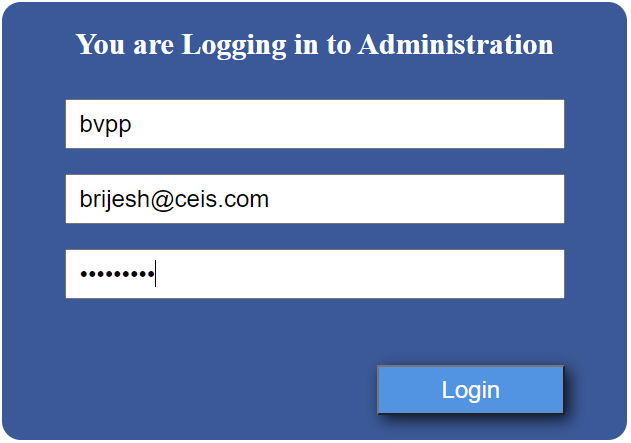 You are Logging in to Administration
bvpp
brijesh@ceis.com
•••••••••
Login